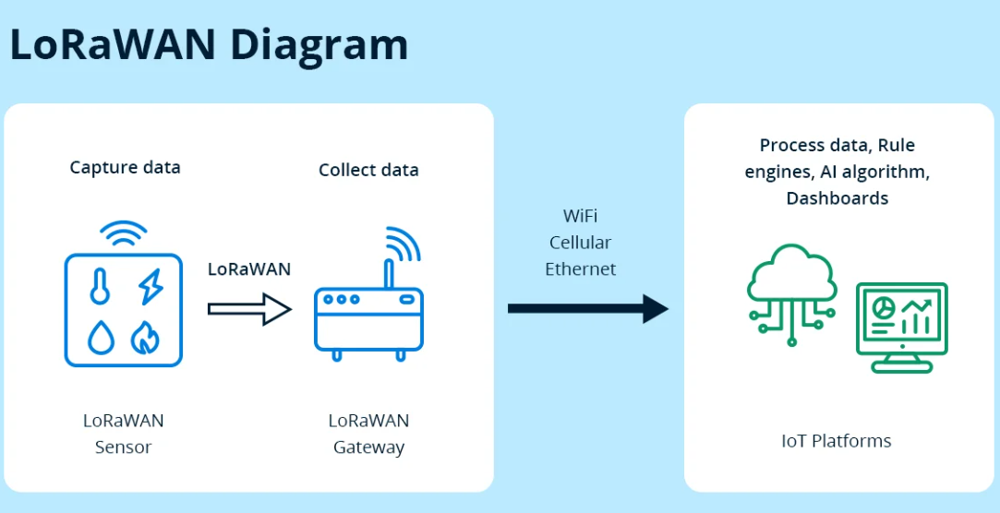 LoRaWAN Diagram
Capture data
Collect data
LoRaWAN
LoRaWAN
Sensor
LoRaWAN
Gateway
WiFi
Cellular
Ethernet
Process data, Rule
engines, AI algorithm,
Dashboards
IoT Platforms